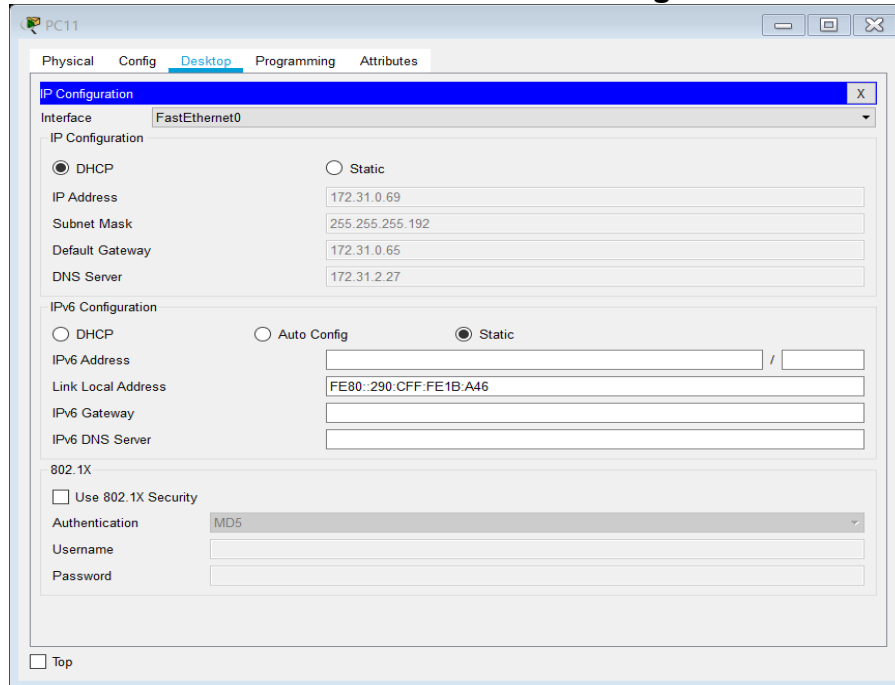 PC11
Physical Config Desktop Programming Attributes
IP Configuration X
Interface FastEthernet0
IP Configuration
DHCP Static
IP Address 172.31.0.69
Subnet Mask 255.255.255.192
Default Gateway 172.31.0.65
DNS Server 172.31.2.27
IPv6 Configuration
DHCP Auto Config Static
IPv6 Address /
Link Local Address FE80::290:CFF:FE1B:A46
IPv6 Gateway
IPv6 DNS Server
802.1X
Use 802.1X Security
Authentication MD5
Username
Password
Top